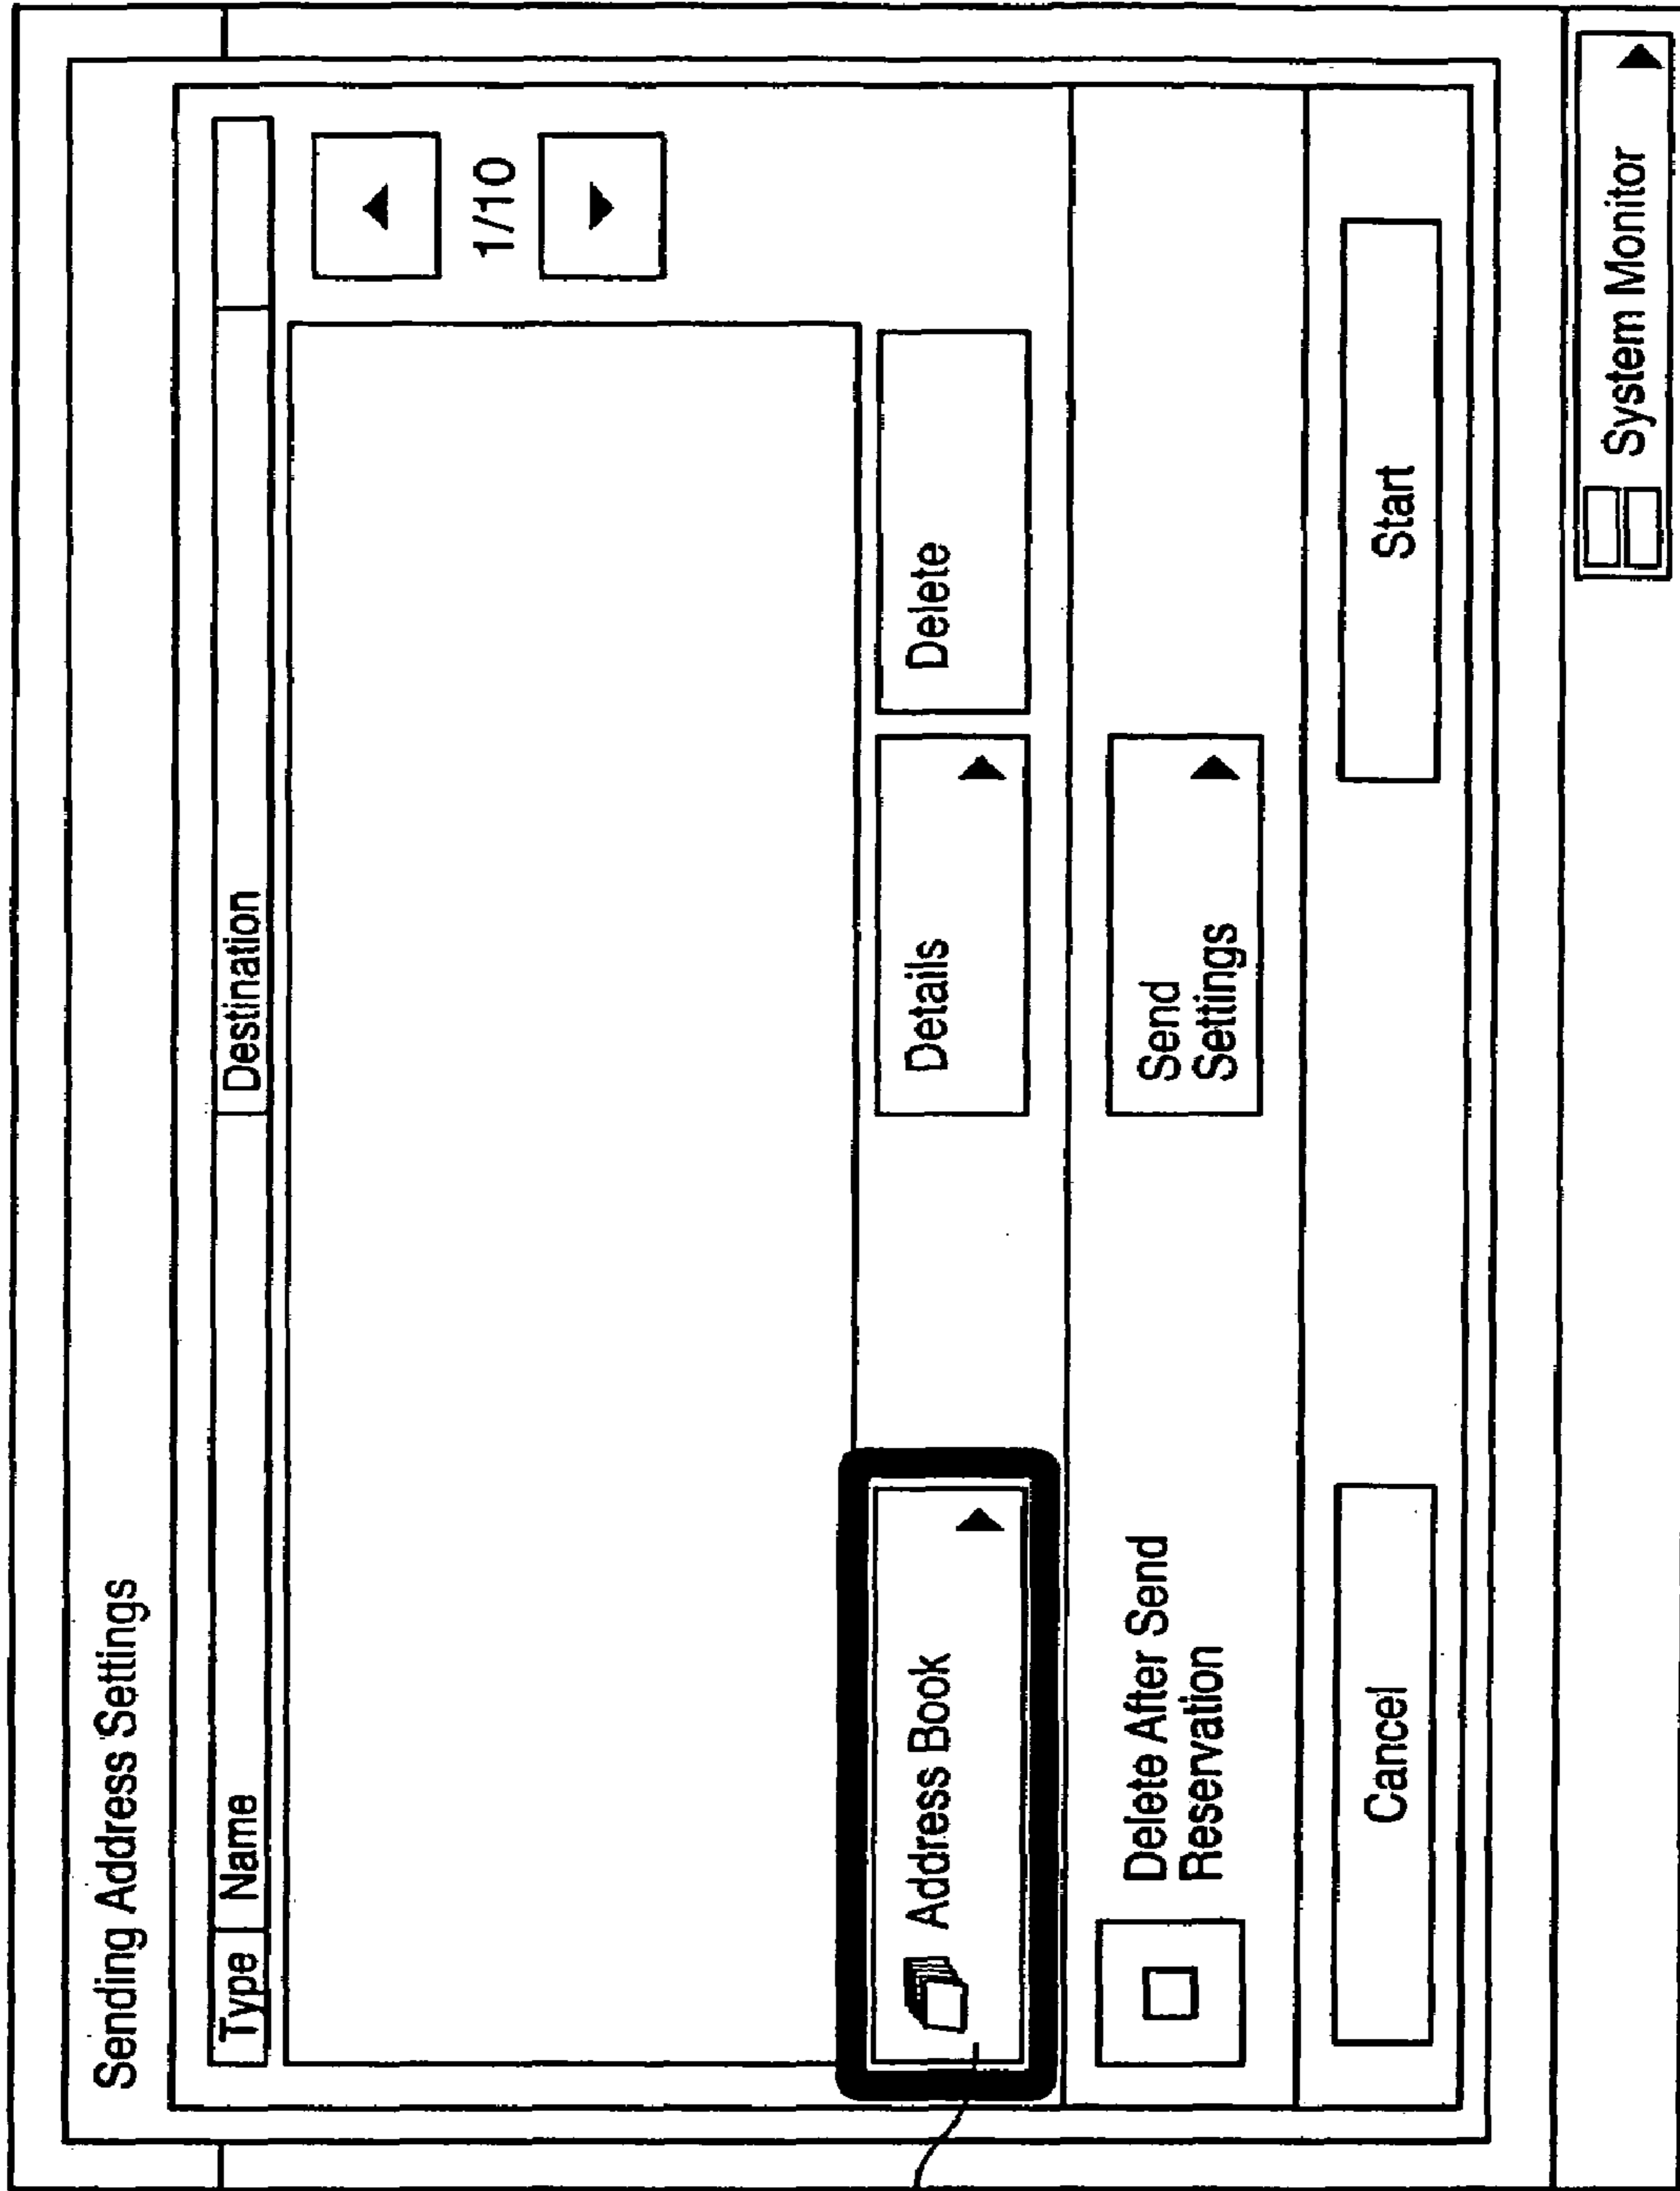 Sending Address Settings
Type Name Destination
1/10
Address Book
Details
Delete
Delete After Send
Reservation
Send
Settings
Cancel
Start
System Monitor